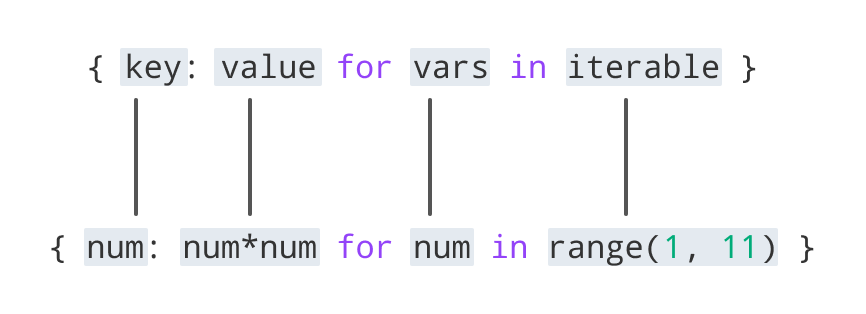 { key: value for vars in iterable }
{ num: num*num for num in range(1, 11) }